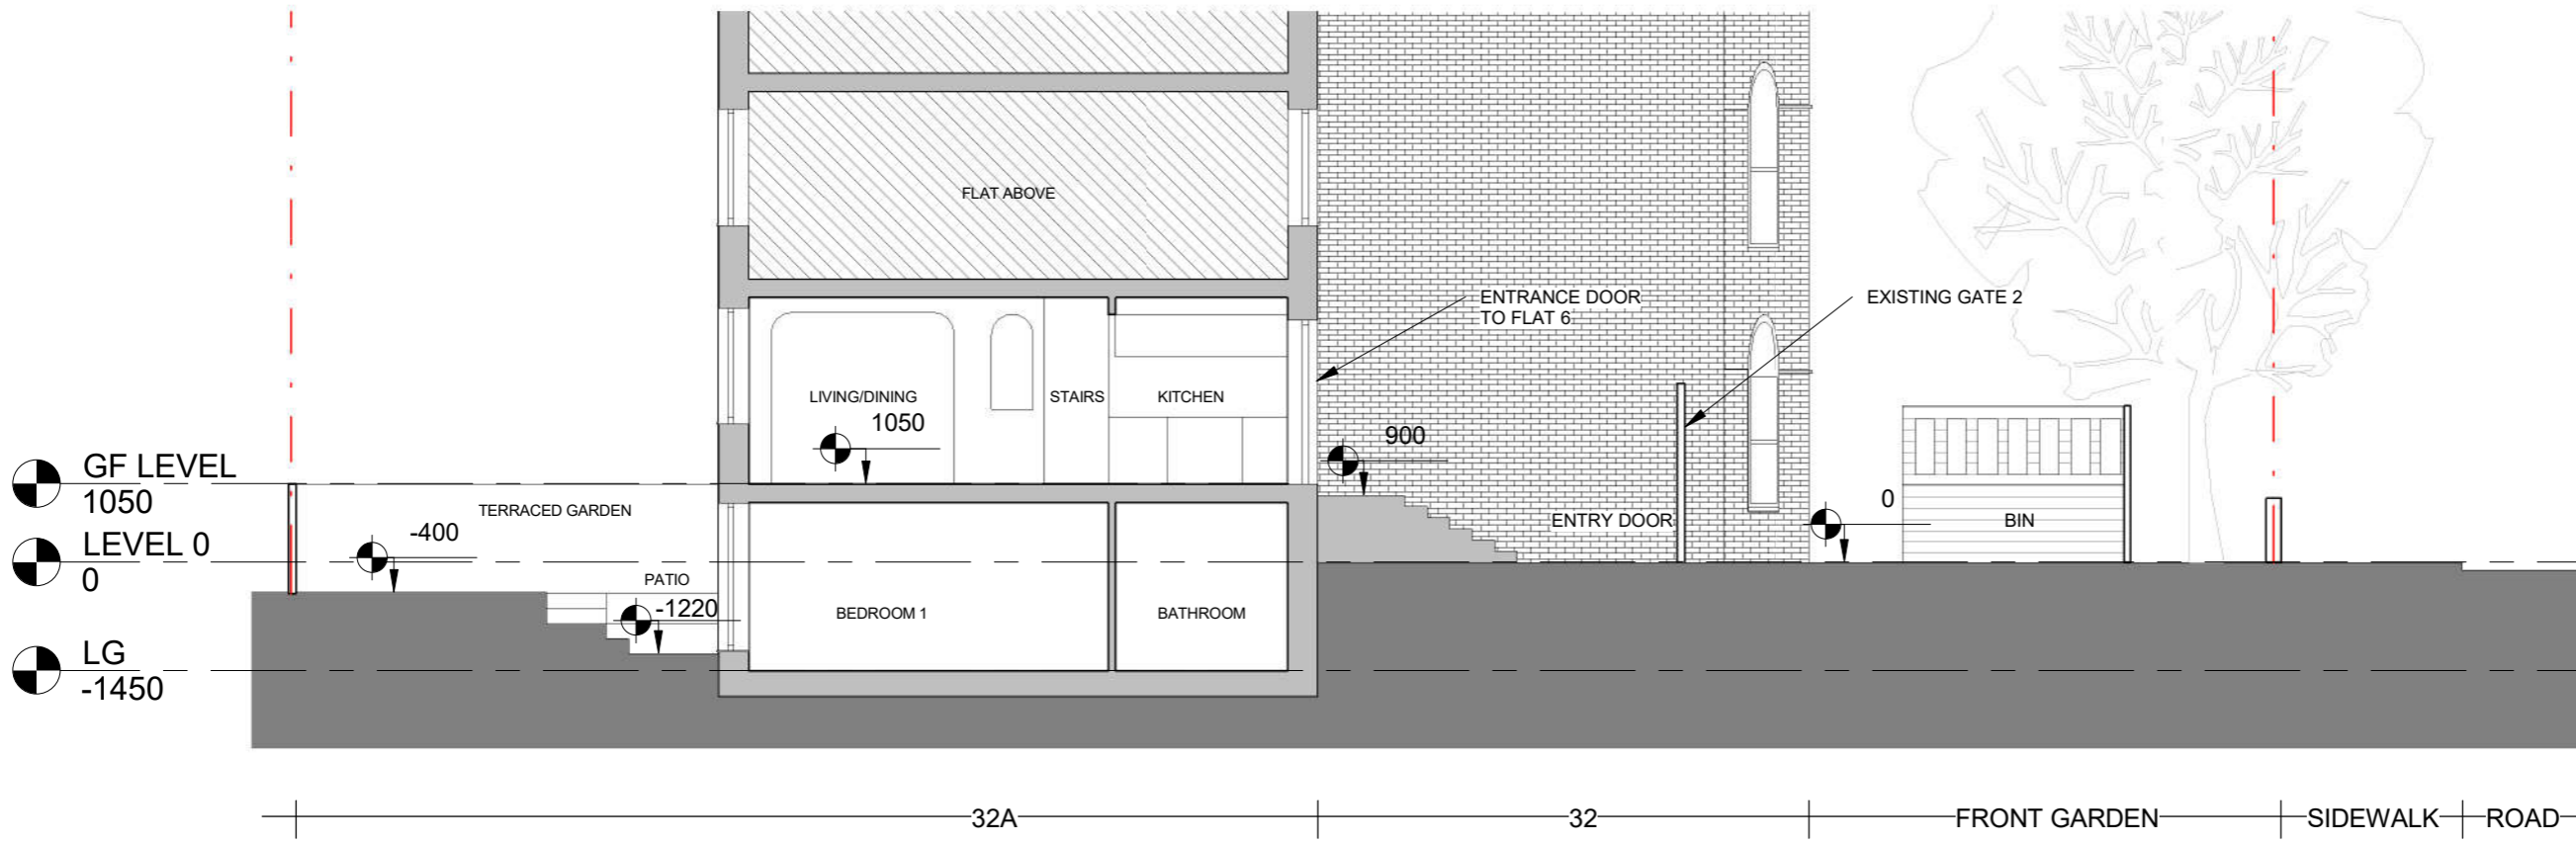 FLAT ABOVE
ENTRANCE DOOR
TO FLAT 6
EXISTING GATE 2
LIVING/DINING
1050
STAIRS
KITCHEN
900
GF LEVEL
1050
TERRACED GARDEN
-400
LEVEL 0
0
ENTRY DOOR
0
BIN
PATIO
-1220
BEDROOM 1
BATHROOM
LG
-1450
32A
32
FRONT GARDEN
SIDEWALK
ROAD